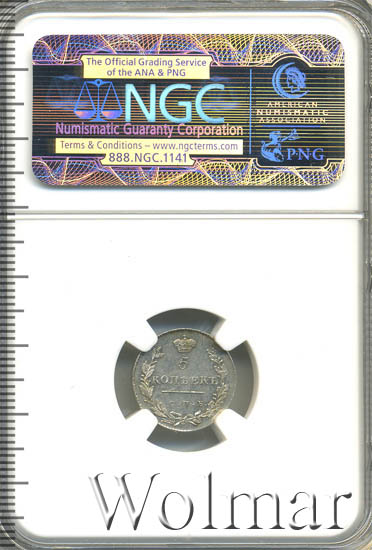 The Official Grading Service
of the ANA & PNG
NGC
Numismatic Guaranty Corporation
Terms & Conditions – www.ngcterms.com
888.NGC.1141
AMERICAN
NUMISMATIC
ASSOCIATION
PNG
5
КОПѢЕКЪ
Wolmar